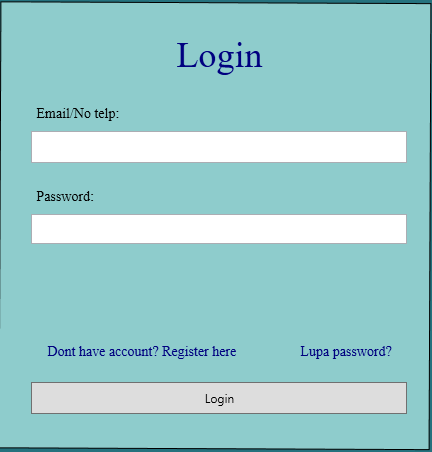 Login
Email/No telp:
Password:
Dont have account? Register here
Lupa password?
Login